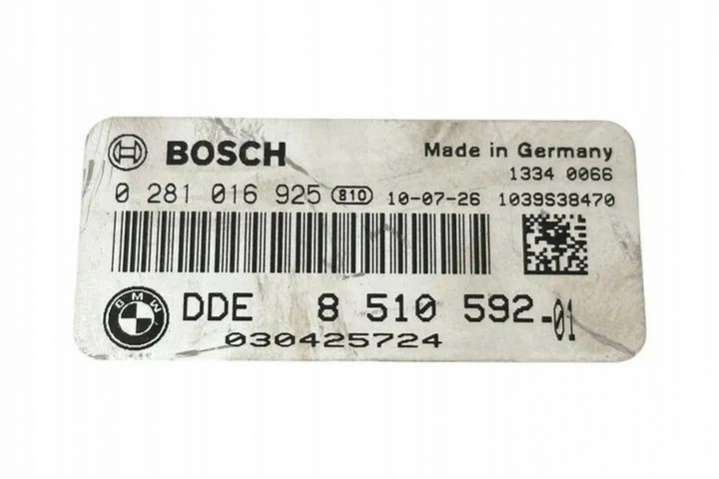 BOSCH Made in Germany
1334 0066
0 281 016 925 810 10-07-26 1039S38470
BMW DDE 8 510 592-01
030425724